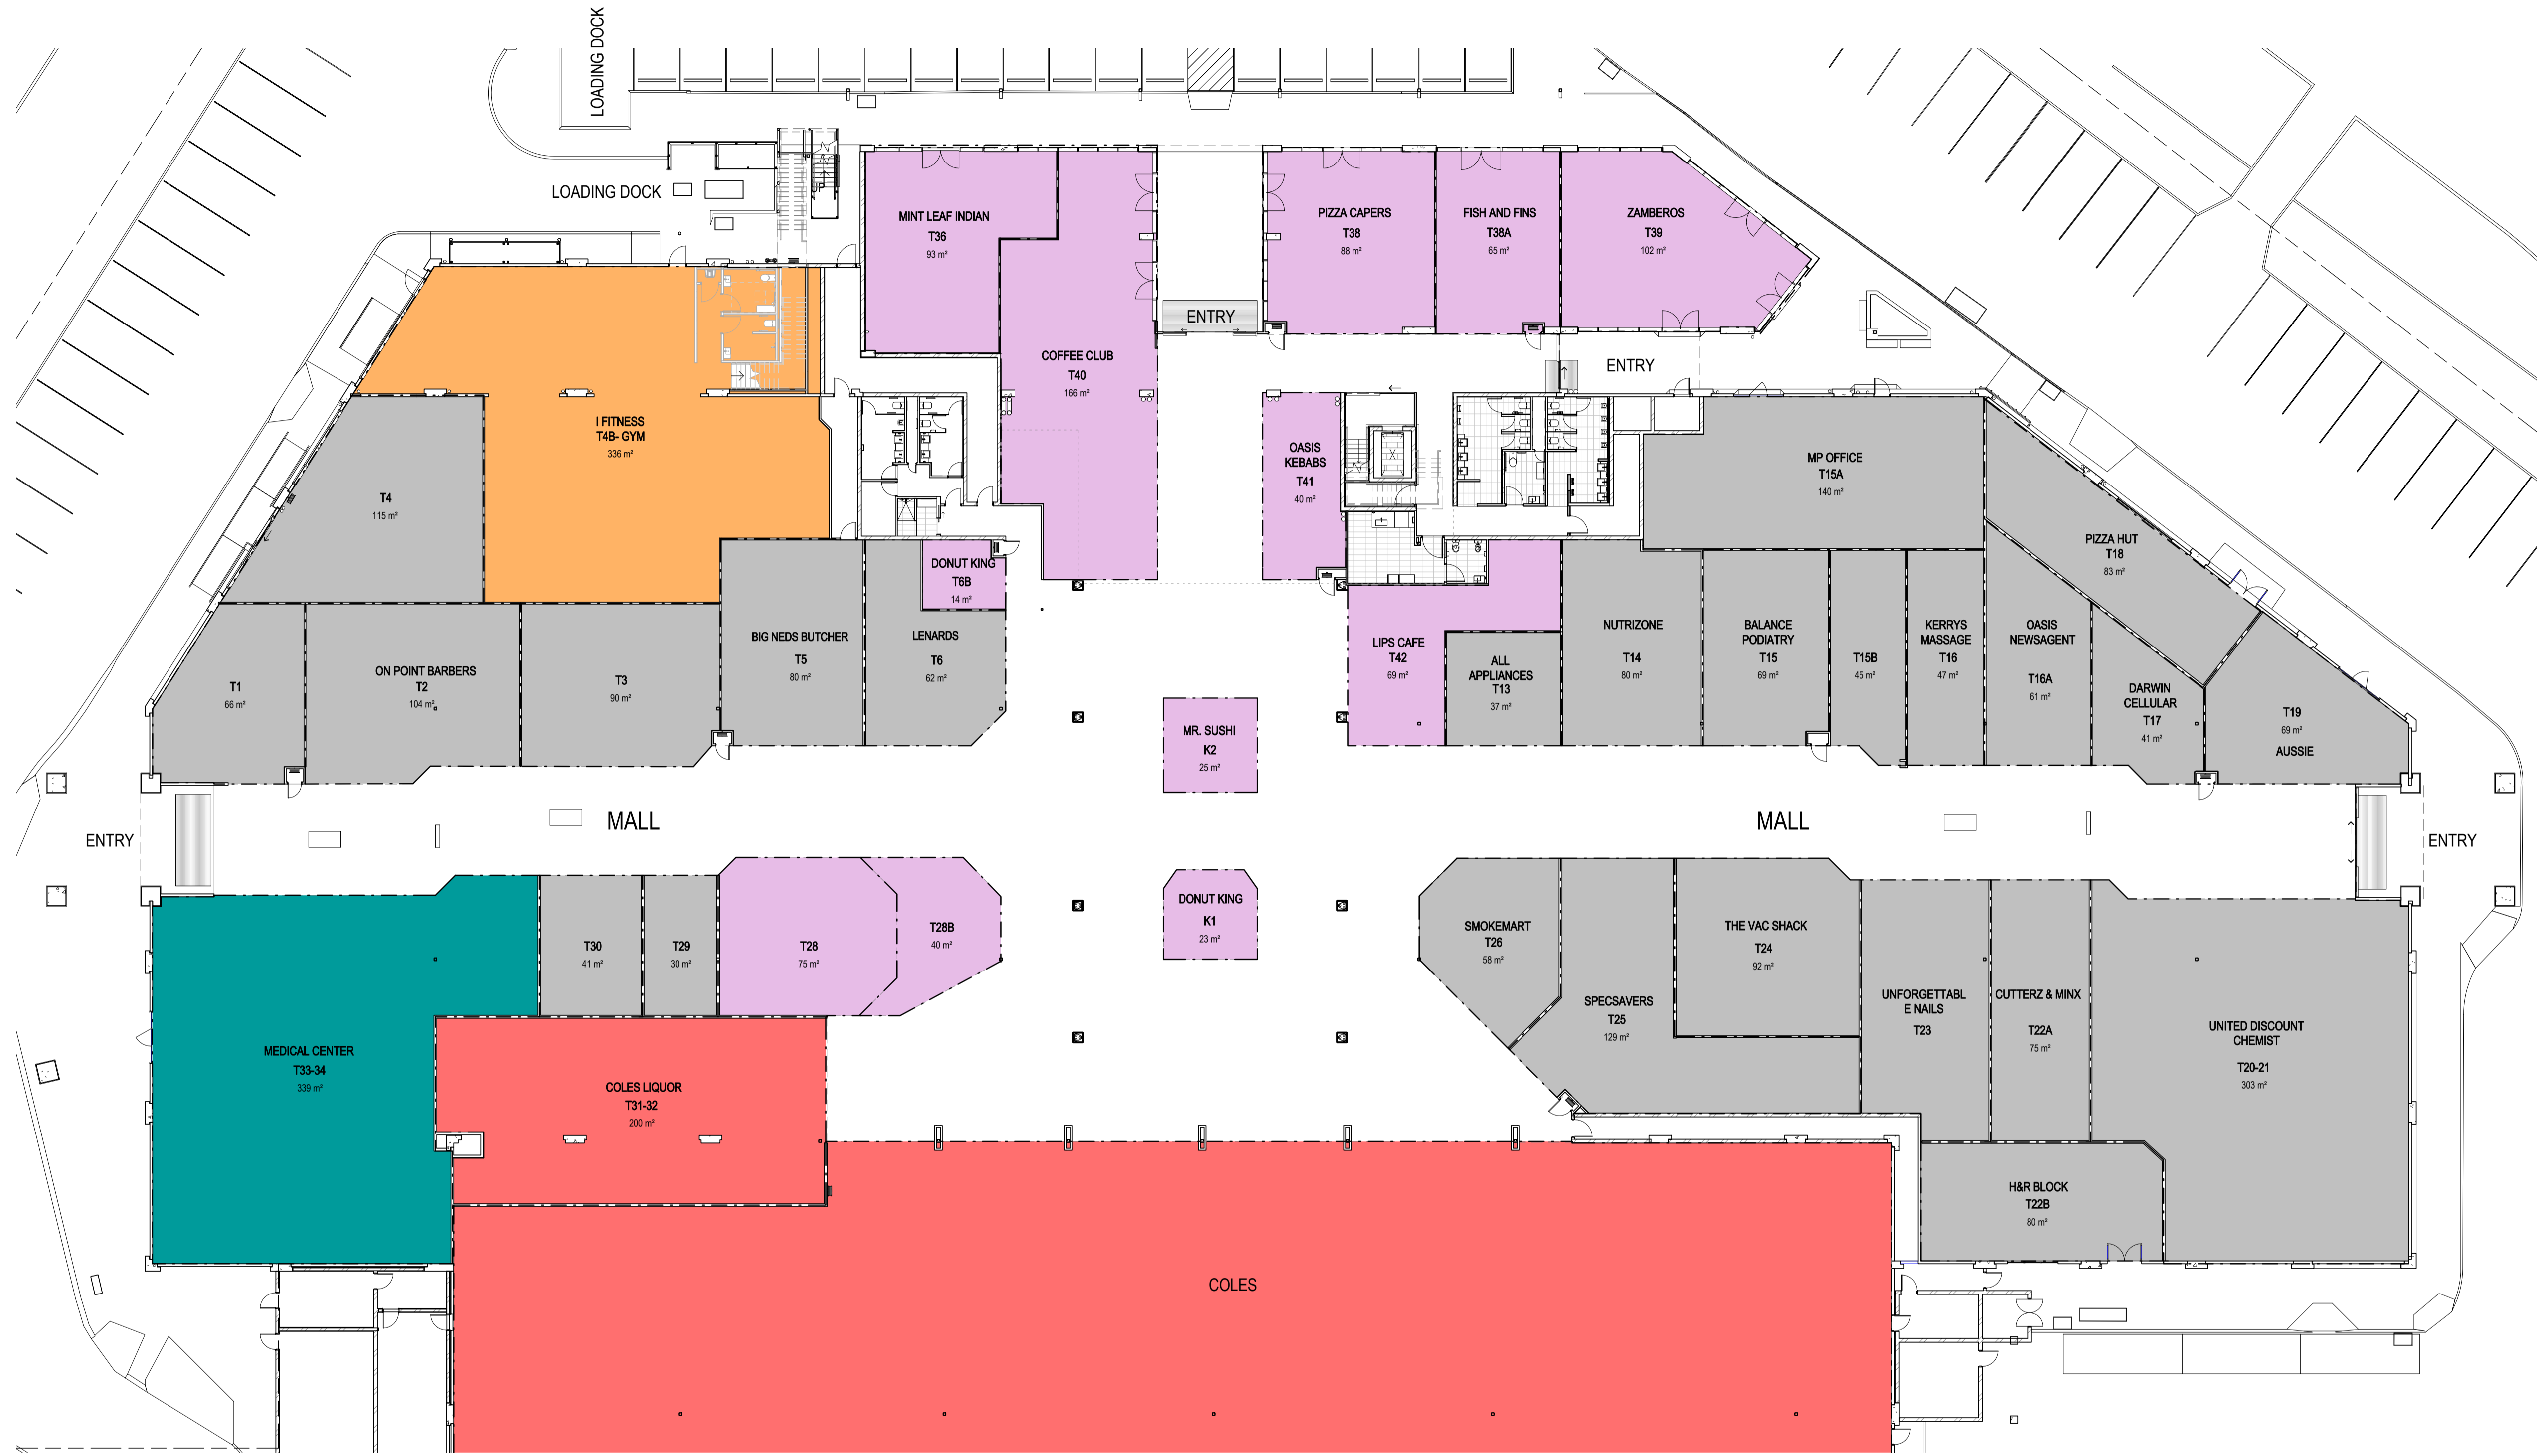 LOADING DOCK
LOADING DOCK
MINT LEAF INDIAN
T36
93 m²
COFFEE CLUB
T40
166 m²
ENTRY
PIZZA CAPERS
T38
88 m²
FISH AND FINS
T38A
65 m²
ZAMBEROS
T39
102 m²
ENTRY
I FITNESS
T4B- GYM
336 m²
T4
115 m²
OASIS
KEBABS
T41
40 m²
MP OFFICE
T15A
140 m²
PIZZA HUT
T18
83 m²
T1
66 m²
ON POINT BARBERS
T2
104 m²
T3
90 m²
BIG NEDS BUTCHER
T5
80 m²
LENARDS
T6
62 m²
DONUT KING
T6B
14 m²
LIPS CAFE
T42
69 m²
ALL
APPLIANCES
T13
37 m²
NUTRIZONE
T14
80 m²
BALANCE
PODIATRY
T15
69 m²
T15B
45 m²
KERRYS
MASSAGE
T16
47 m²
OASIS
NEWSAGENT
T16A
61 m²
DARWIN
CELLULAR
T17
41 m²
T19
69 m²
AUSSIE
MR. SUSHI
K2
25 m²
ENTRY
MALL
MALL
ENTRY
MEDICAL CENTER
T33-34
339 m²
T30
41 m²
T29
30 m²
T28
75 m²
T28B
40 m²
DONUT KING
K1
23 m²
SMOKEMART
T26
58 m²
SPECSAVERS
T25
129 m²
THE VAC SHACK
T24
92 m²
UNFORGETTABL
E NAILS
T23
CUTTERZ & MINX
T22A
75 m²
UNITED DISCOUNT
CHEMIST
T20-21
303 m²
COLES LIQUOR
T31-32
200 m²
H&R BLOCK
T22B
80 m²
COLES